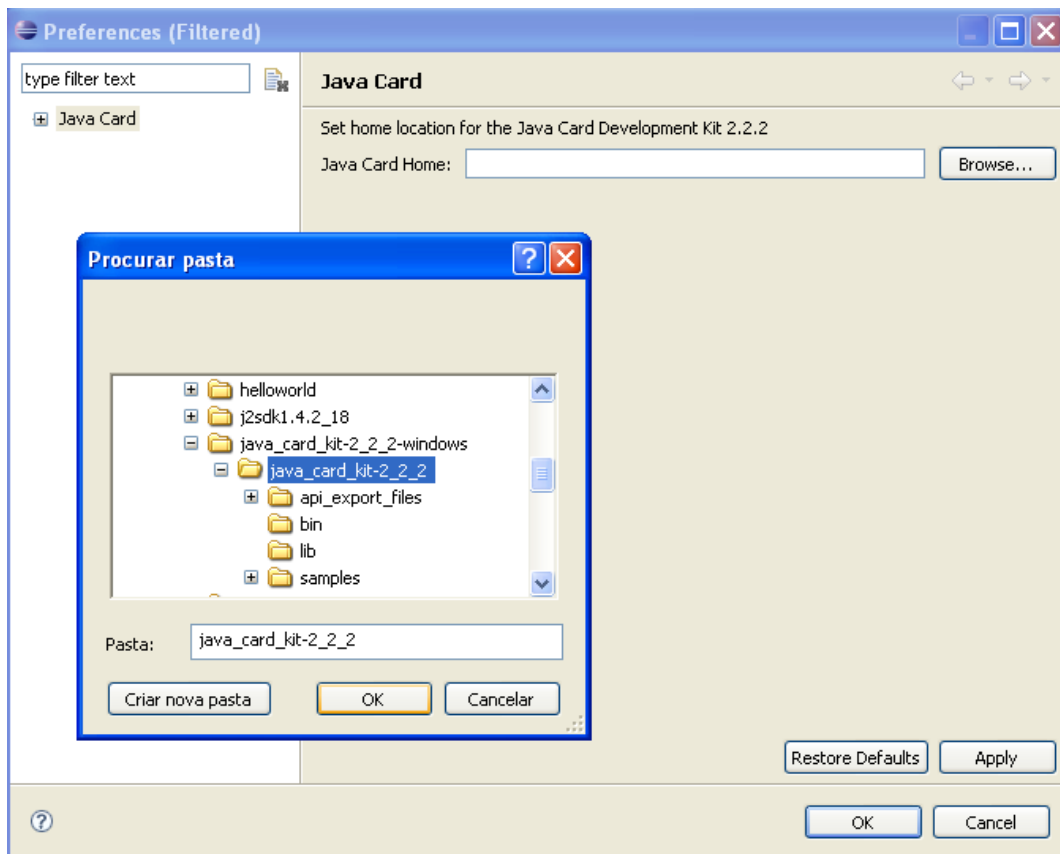 Preferences (Filtered)
type filter text
Java Card
Java Card
Set home location for the Java Card Development Kit 2.2.2
Java Card Home:
Browse...
Procurar pasta
helloworld
j2sdk1.4.2_18
java_card_kit-2_2_2-windows
java_card_kit-2_2_2
api_export_files
bin
lib
samples
Pasta:
java_card_kit-2_2_2
Criar nova pasta
OK
Cancelar
Restore Defaults
Apply
OK
Cancel